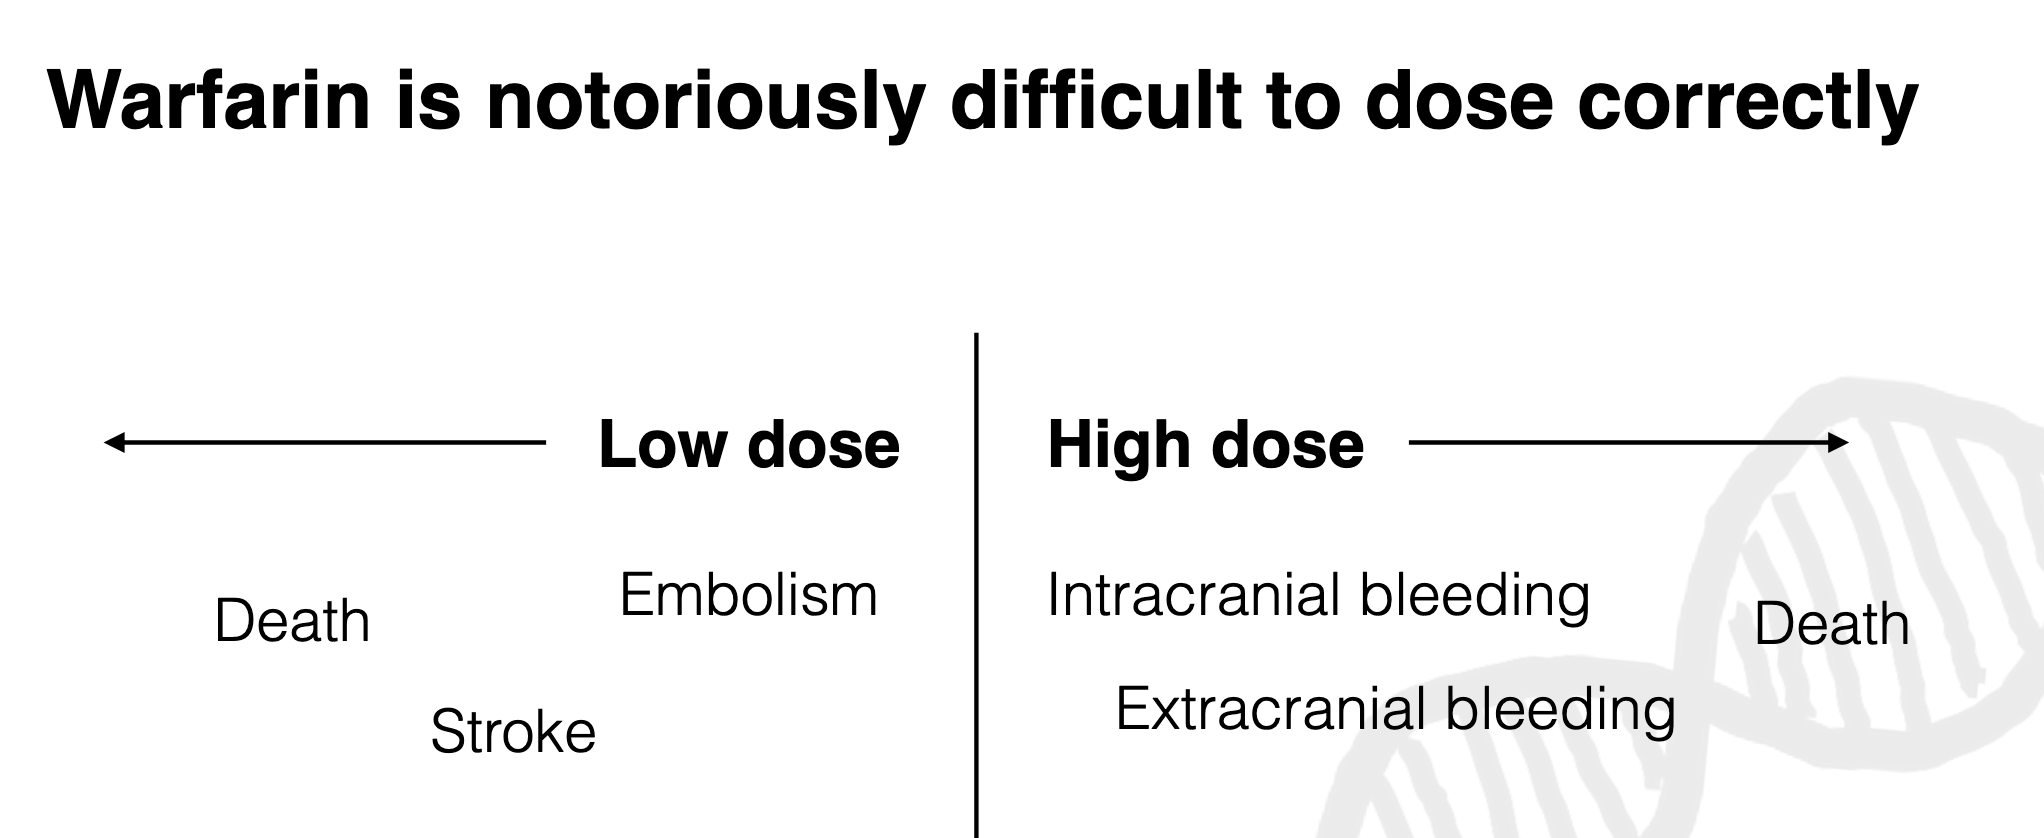 Warfarin is notoriously difficult to dose correctly
Low dose
High dose
Embolism
Death
Stroke
Intracranial bleeding
Death
Extracranial bleeding